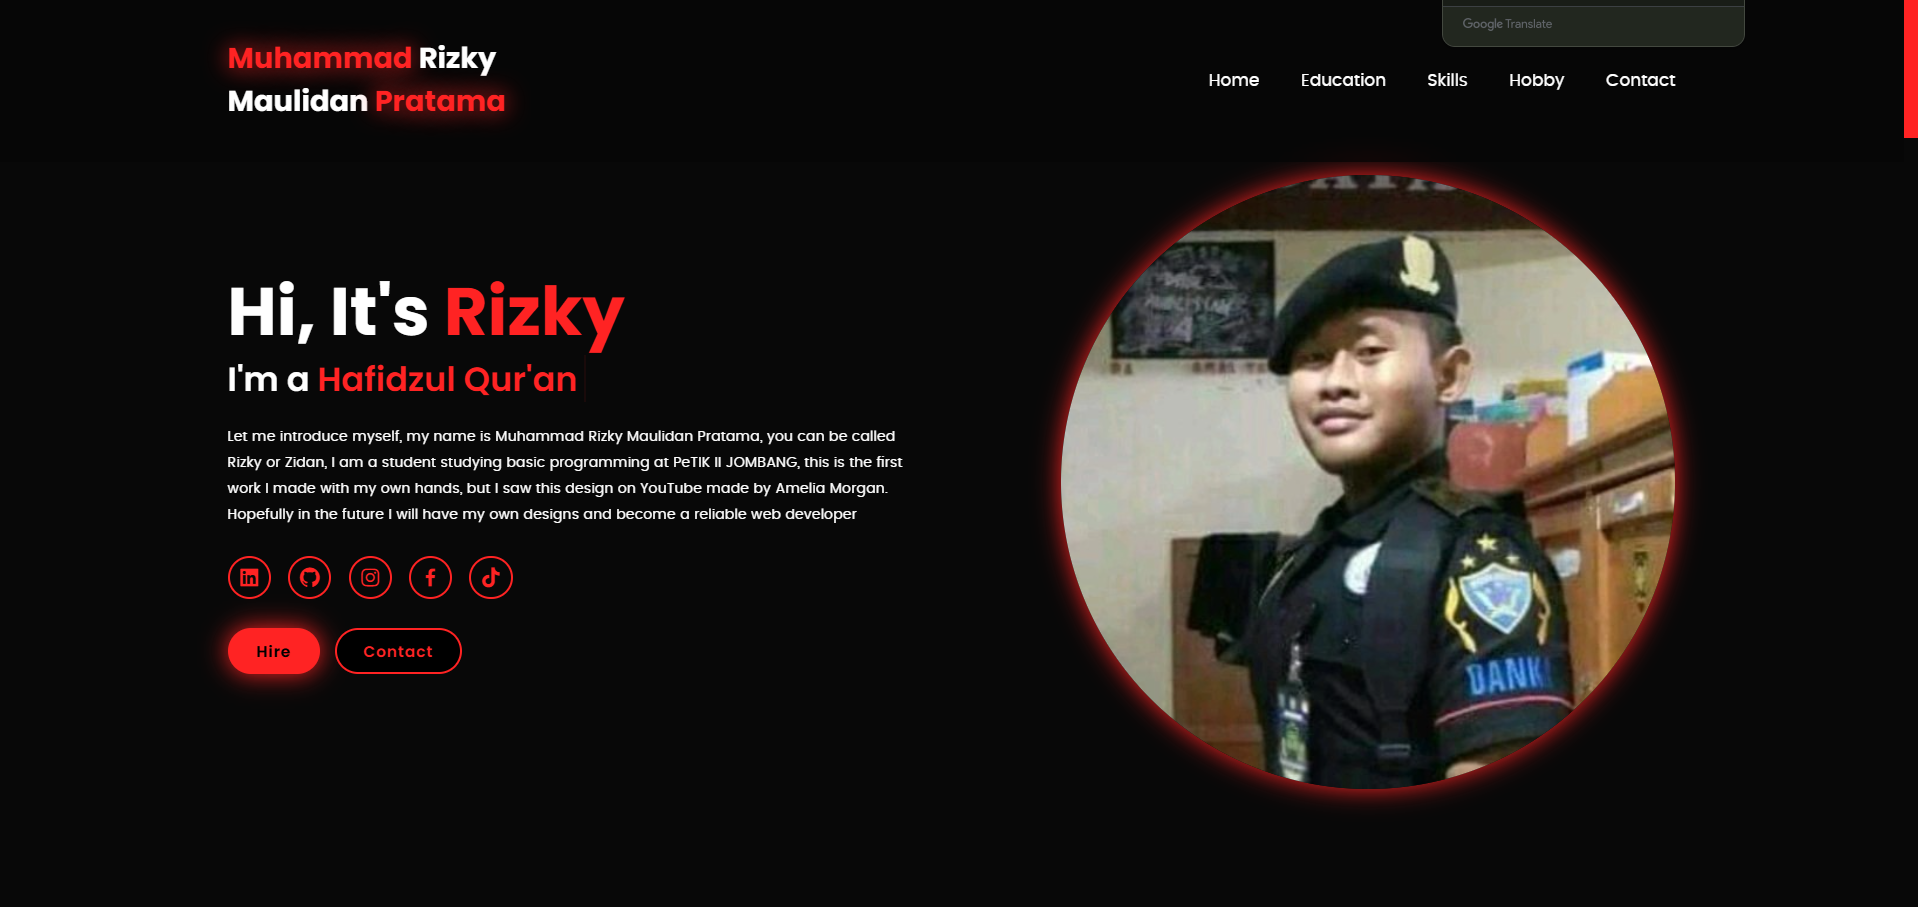 Google Translate
Muhammad Rizky
Maulidan Pratama
Home Education Skills Hobby Contact
Hi, It's Rizky
I'm a Hafidzul Qur'an
Let me introduce myself, my name is Muhammad Rizky Maulidan Pratama, you can be called
Rizky or Zidan, I am a student studying basic programming at PeTIK II JOMBANG, this is the first
work I made with my own hands, but I saw this design on YouTube made by Amelia Morgan.
Hopefully in the future I will have my own designs and become a reliable web developer
Hire Contact